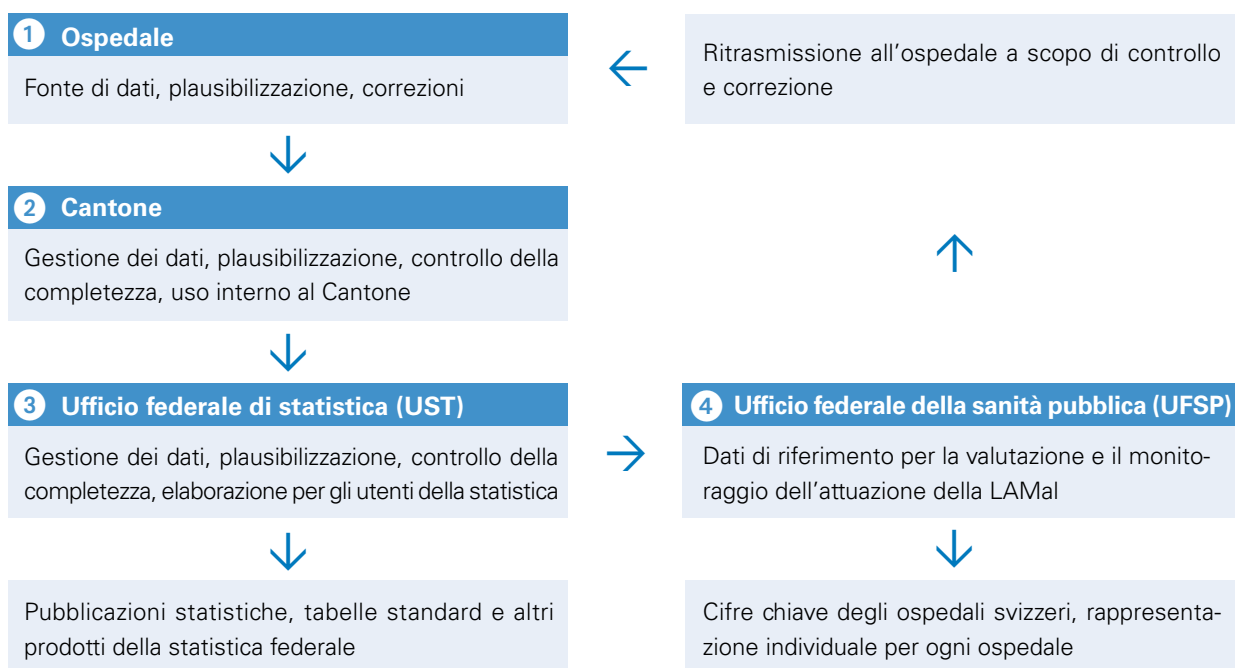 1 Ospedale
Fonte di dati, plausibilizzazione, correzioni
Ritrasmissione all’ospedale a scopo di controllo
e correzione
2 Cantone
Gestione dei dati, plausibilizzazione, controllo della
completezza, uso interno al Cantone
3 Ufficio federale di statistica (UST)
Gestione dei dati, plausibilizzazione, controllo della
completezza, elaborazione per gli utenti della statistica
4 Ufficio federale della sanità pubblica (UFSP)
Dati di riferimento per la valutazione e il monito-
raggio dell’attuazione della LAMal
Pubblicazioni statistiche, tabelle standard e altri
prodotti della statistica federale
Cifre chiave degli ospedali svizzeri, rappresenta-
zione individuale per ogni ospedale